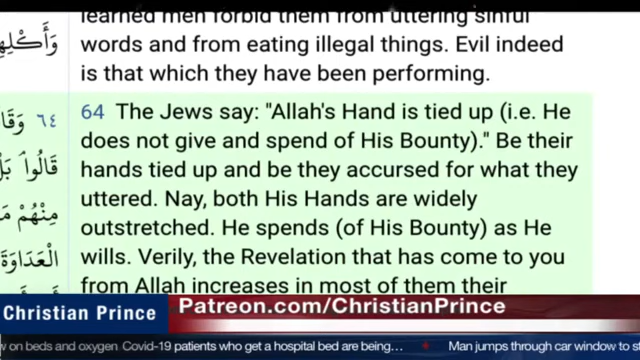 learned men forbid them from uttering sinful
words and from eating illegal things. Evil indeed
is that which they have been performing.
64 The Jews say: "Allah's Hand is tied up (i.e. He
does not give and spend of His Bounty)." Be their
hands tied up and be they accursed for what they
uttered. Nay, both His Hands are widely
outstretched. He spends (of His Bounty) as He
wills. Verily, the Revelation that has come to you
from Allah increases in most of them their
٦٤
قَالُوا۟ بَلْ
مِنْهُم
Christian Prince
Patreon.com/ChristianPrince
on beds and oxygen Covid-19 patients who get a hospital bed are being... Man jumps through car window to